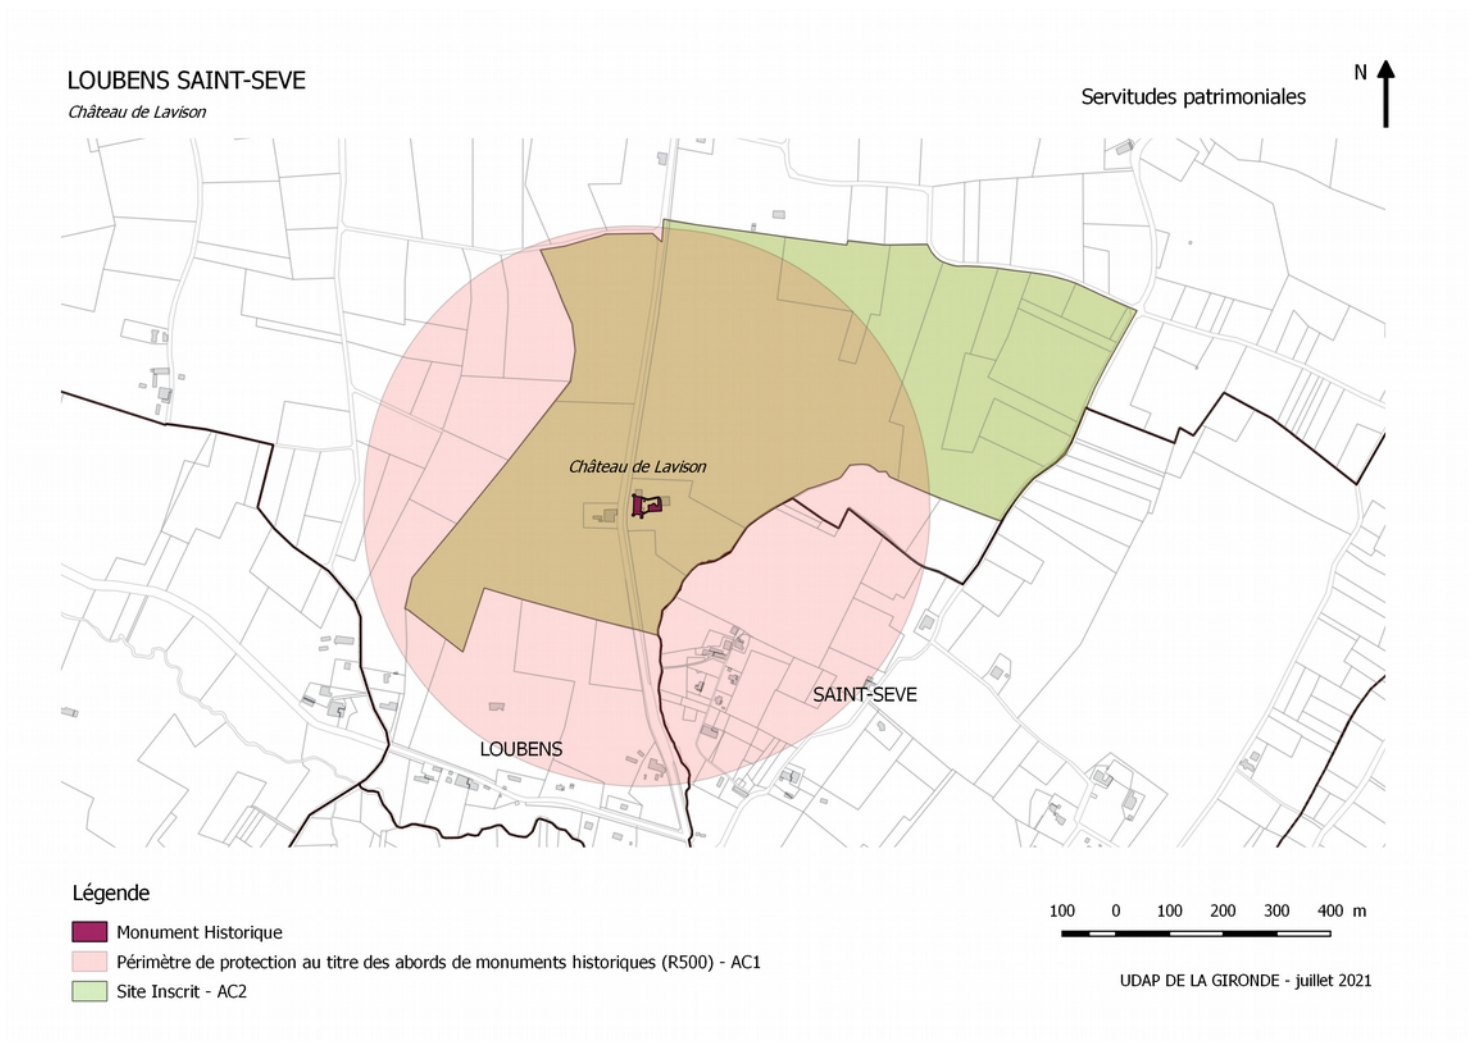 LOUBENS SAINT-SEVE
Château de Lavison
Servitudes patrimoniales
N
Château de Lavison
SAINT-SEVE
LOUBENS
Légende
Monument Historique
Périmètre de protection au titre des abords de monuments historiques (R500) - AC1
Site Inscrit - AC2
100 0 100 200 300 400 m
UDAP DE LA GIRONDE - juillet 2021